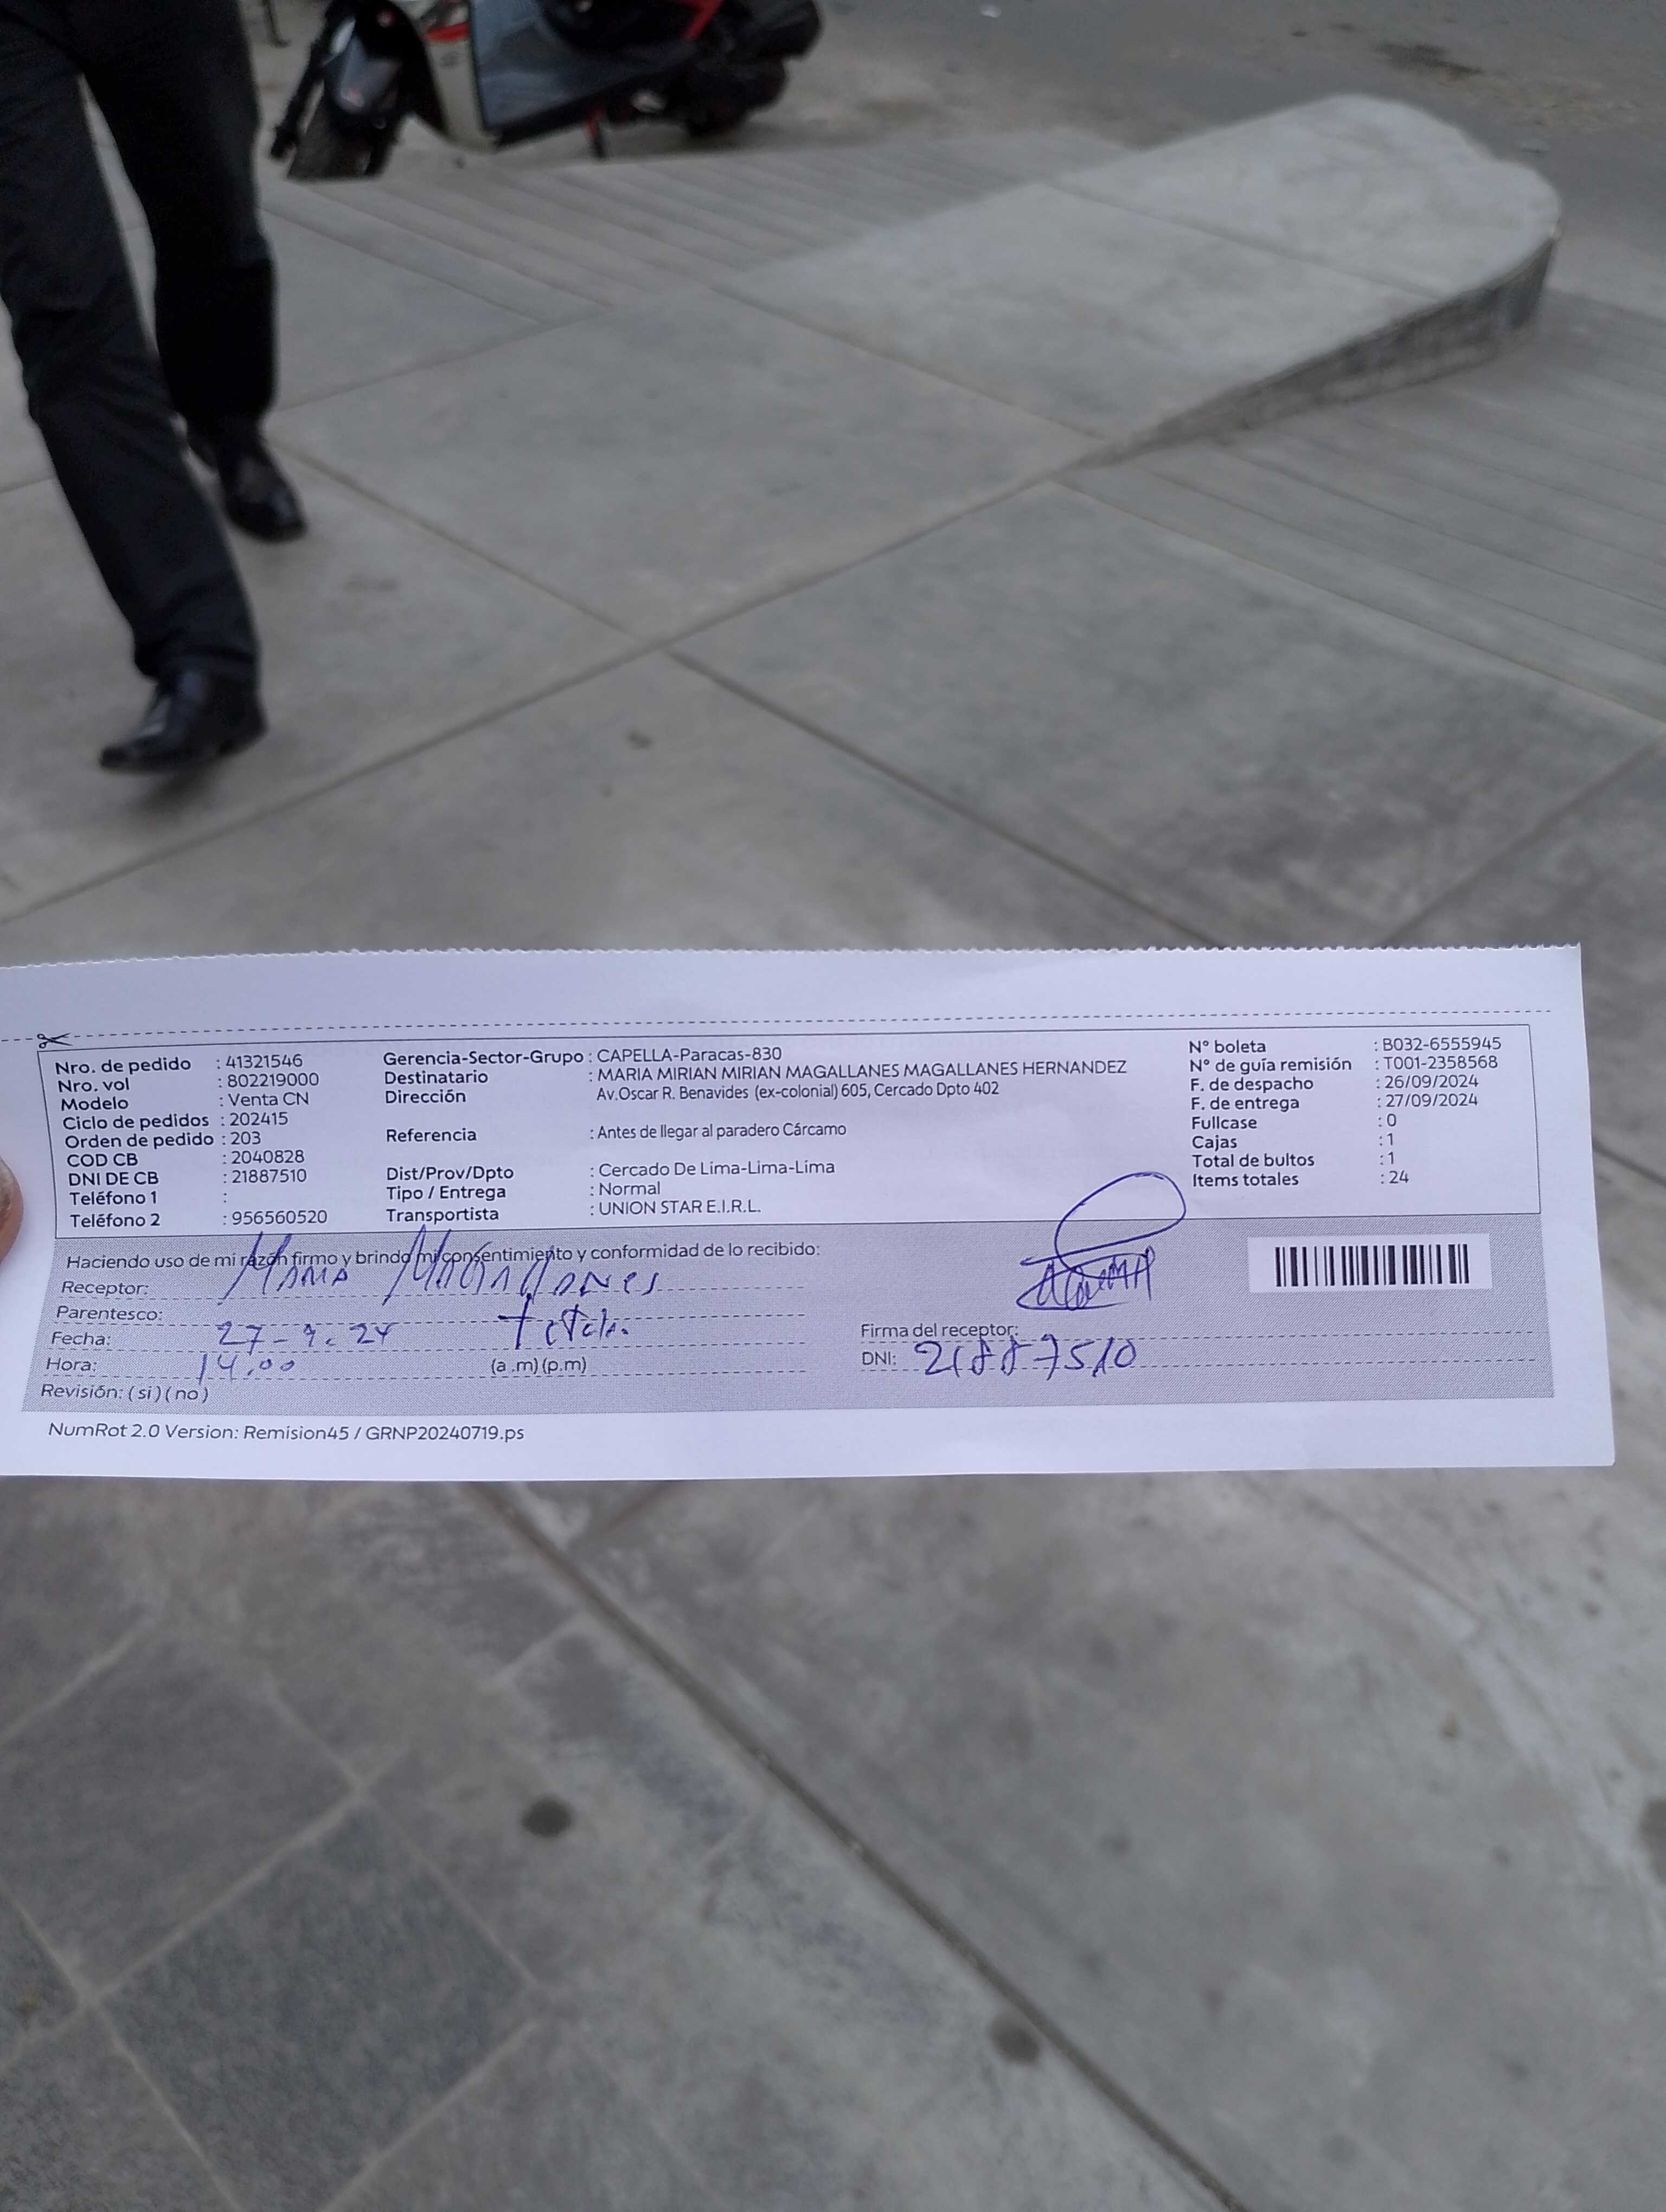 Nro. de pedido : 41321546
Nro. vol : 802219000
Modelo : Venta CN
Ciclo de pedidos : 202415
Orden de pedido : 203
COD CB : 2040828
DNI DE CB : 21887510
Teléfono 1 :
Teléfono 2 : 956560520
Gerencia-Sector-Grupo : CAPELLA-Paracas-830
Destinatario : MARIA MIRIAN MIRIAN MAGALLANES MAGALLANES HERNANDEZ
Dirección Av.Oscar R. Benavides (ex-colonial) 605, Cercado Dpto 402
Referencia : Antes de llegar al paradero Cárcamo
Dist/Prov/Dpto : Cercado De Lima-Lima-Lima
Tipo / Entrega : Normal
Transportista : UNION STAR E.I.R.L.
N° boleta : B032-6555945
N° de guía remisión : T001-2358568
F. de despacho : 26/09/2024
F. de entrega : 27/09/2024
Fullcase : 0
Cajas : 1
Total de bultos : 1
Items totales : 24
Haciendo uso de mi razón firmo y brindo mi consentimiento y conformidad de lo recibido:
Receptor: Maria Magallanes
Parentesco:
Fecha: 27-9-24
Hora: 14:00 (a .m) (p.m)
Revisión: ( si ) ( no )
Firma del receptor:
DNI: 21887510
NumRot 2.0 Version: Remision45 / GRNP20240719.ps